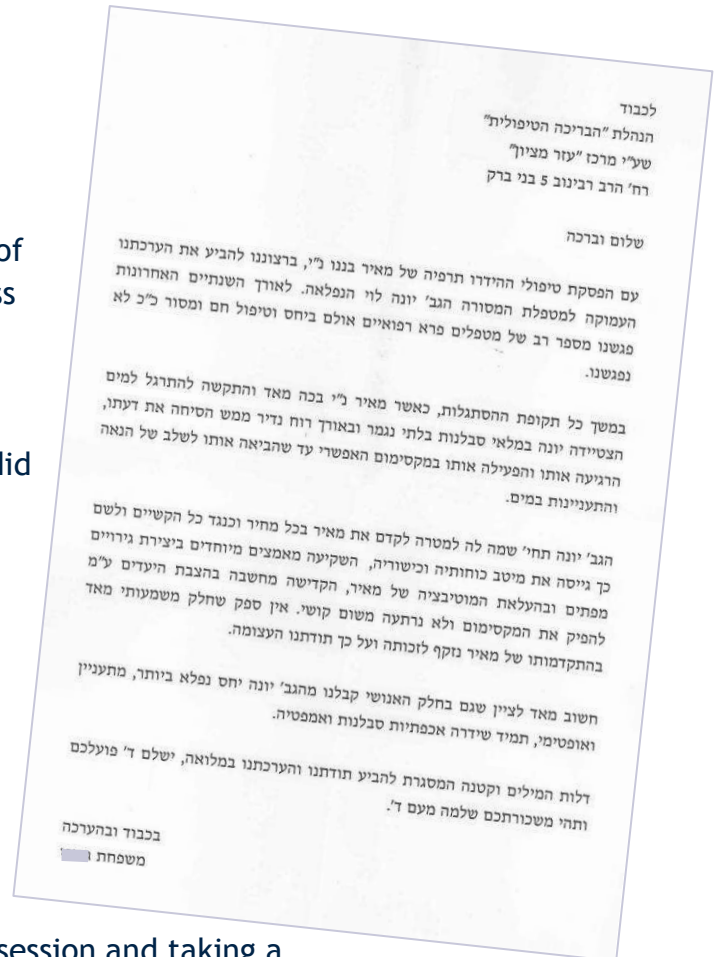 of
ss
lid
session and taking a
לכבוד
הנהלת "הבריכה הטיפולית"
שע"י מרכז "עזר מציון"
רח' הרב רבינוב 5 בני ברק
שלום וברכה
עם הפסקת טיפולי ההידרו תרפיה של מאיר בננו נ"י, ברצוננו להביע את הערכתנו
העמוקה למטפלת המסורה הגב' יונה לוי הנפלאה. לאורך השנתיים האחרונות
פגשנו מספר רב של מטפלים פרא רפואיים אולם ביחס וטיפול חם ומסור כ"כ לא
נפגשנו.
במשך כל תקופת ההסתגלות, כאשר מאיר נ"י בכה מאד והתקשה להתרגל למים
הצטיידה יונה במלאי סבלנות בלתי נגמר ובאורך רוח נדיר ממש הסיחה את דעתו,
הרגיעה אותו והפעילה אותו במקסימום האפשרי עד שהביאה אותו לשלב של הנאה
והתעניינות במים.
הגב' יונה תחי' שמה לה למטרה לקדם את מאיר בכל מחיר וכנגד כל הקשיים ולשם
כך גייסה את מיטב כוחותיה וכישוריה, השקיעה מאמצים מיוחדים ביצירת גירויים
מפתים ובהעלאת המוטיבציה של מאיר, הקדישה מחשבה בהצבת היעדים ע"מ
להפיק את המקסימום ולא נרתעה משום קושי. אין ספק שחלק משמעותי מאד
בהתקדמותו של מאיר נזקף לזכותה ועל כך תודתנו העצומה.
חשוב מאד לציין שגם בחלק האנושי קבלנו מהגב' יונה יחס נפלא ביותר, מתעניין
ואופטימי, תמיד שידרה אכפתיות סבלנות ואמפטיה.
דלות המילים וקטנה המסגרת להביע תודתנו והערכתנו במלואה, ישלם ד' פועלכם
ותהי משכורתכם שלמה מעם ד'.
בכבוד ובהערכה
משפחת